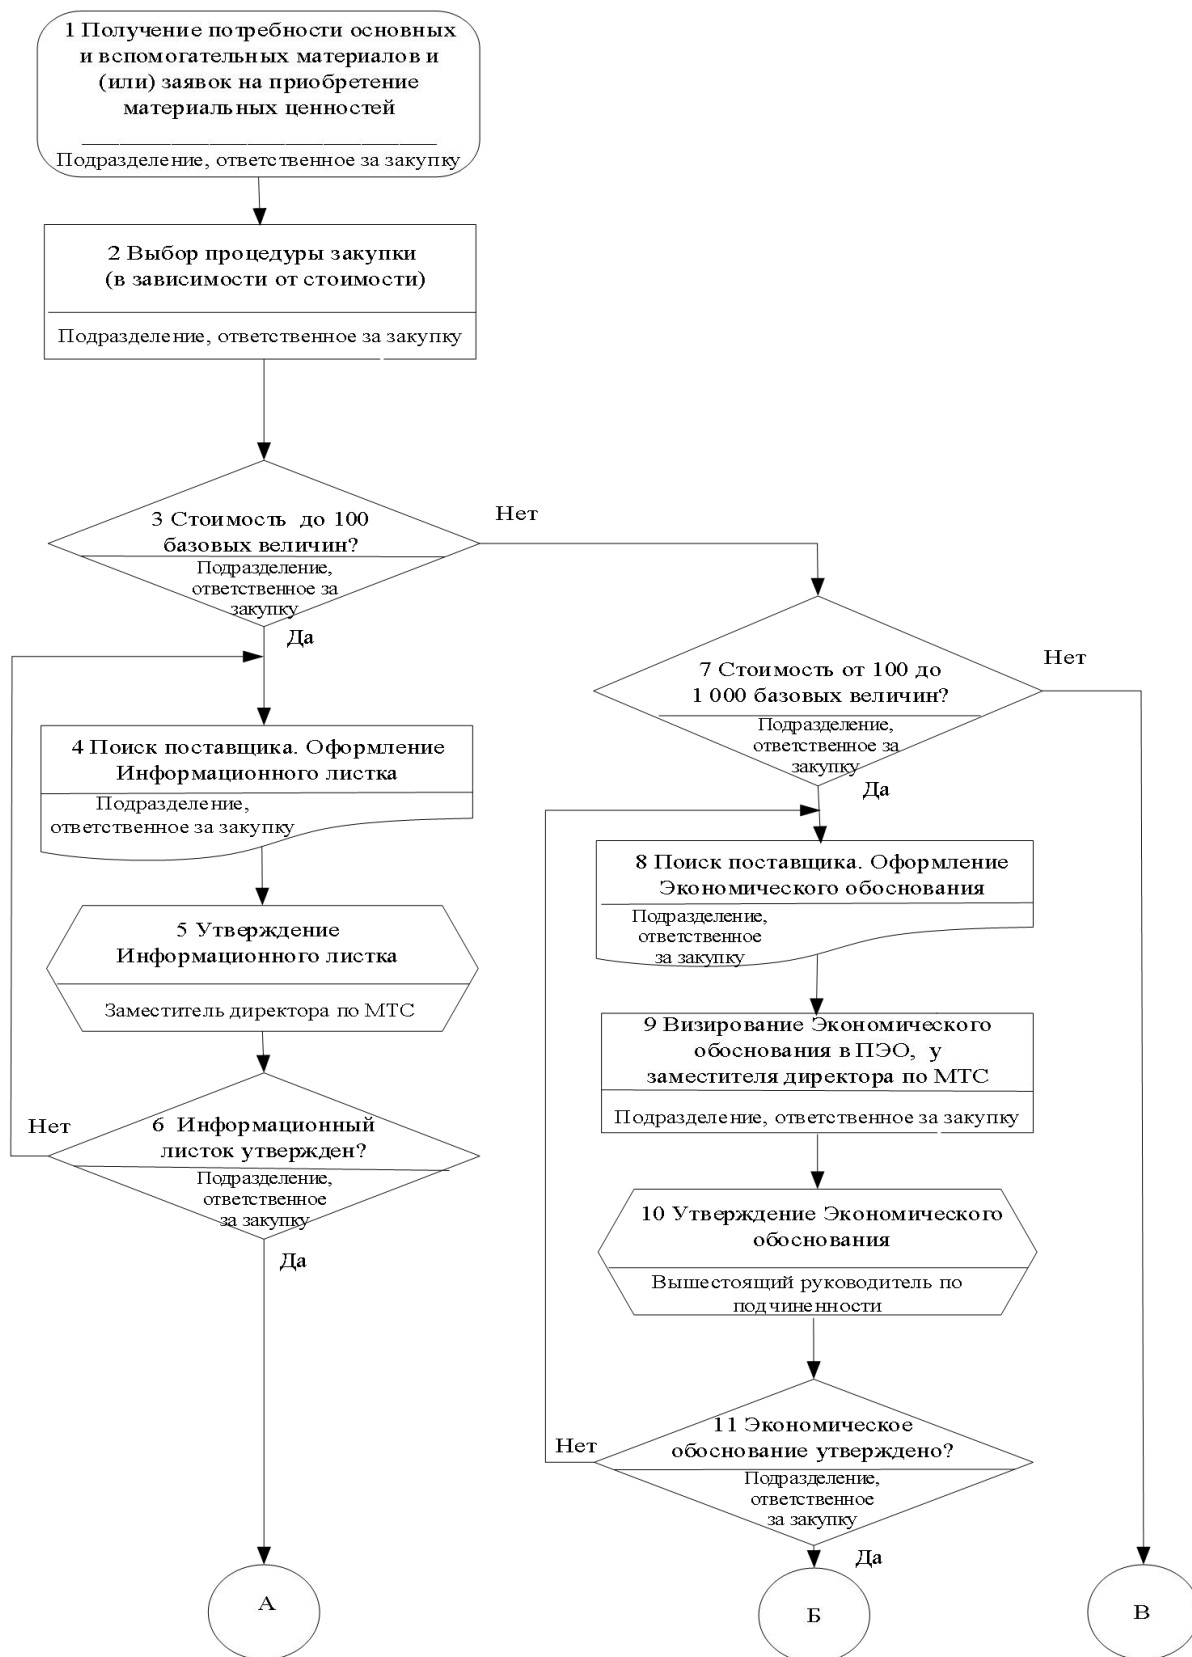 1 Получение потребности основных
и вспомогательных материалов и
(или) заявок на приобретение
материальных ценностей
Подразделение, ответственное за закупку
2 Выбор процедуры закупки
(в зависимости от стоимости)
Подразделение, ответственное за закупку
3 Стоимость до 100
базовых величин?
Подразделение,
ответственное за
закупку
Нет
Да
4 Поиск поставщика. Оформление
Информационного листка
Подразделение,
ответственное за закупку
5 Утверждение
Информационного листка
Заместитель директора по МТС
6 Информационный
листок утвержден?
Подразделение,
ответственное
за закупку
Нет
Да
А
7 Стоимость от 100 до
1 000 базовых величин?
Подразделение,
ответственное за
закупку
Нет
Да
8 Поиск поставщика. Оформление
Экономического обоснования
Подразделение,
ответственное
за закупку
9 Визирование Экономического
обоснования в ПЭО, у
заместителя директора по МТС
Подразделение, ответственное за закупку
10 Утверждение Экономического
обоснования
Вышестоящий руководитель по
подчиненности
11 Экономическое
обоснование утверждено?
Подразделение,
ответственное
за закупку
Нет
Да
Б
В